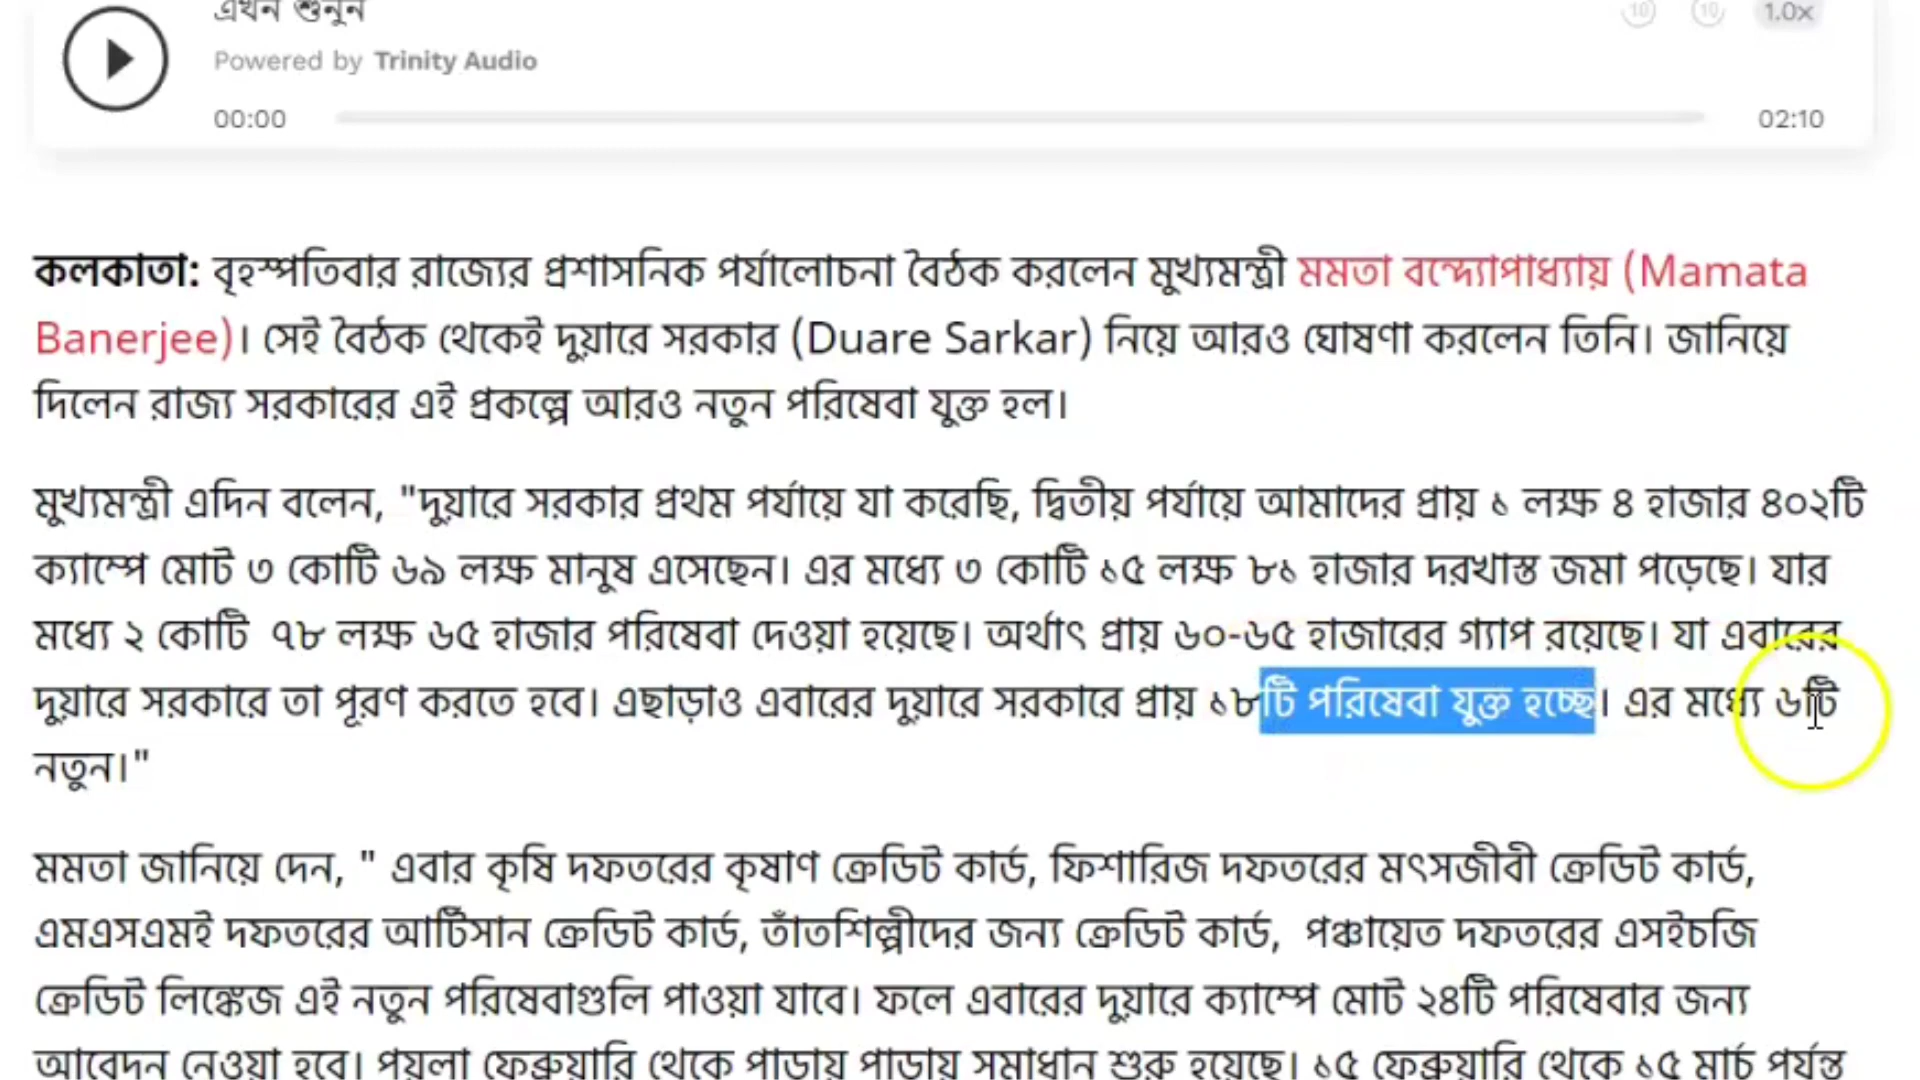 এখন শুনুন
10 10 1.0x
Powered by Trinity Audio
00:00 02:10
কলকাতা: বৃহস্পতিবার রাজ্যের প্রশাসনিক পর্যালোচনা বৈঠক করলেন মুখ্যমন্ত্রী মমতা বন্দ্যোপাধ্যায় (Mamata
Banerjee)। সেই বৈঠক থেকেই দুয়ারে সরকার (Duare Sarkar) নিয়ে আরও ঘোষণা করলেন তিনি। জানিয়ে
দিলেন রাজ্য সরকারের এই প্রকল্পে আরও নতুন পরিষেবা যুক্ত হল।
মুখ্যমন্ত্রী এদিন বলেন, "দুয়ারে সরকার প্রথম পর্যায়ে যা করেছি, দ্বিতীয় পর্যায়ে আমাদের প্রায় ১ লক্ষ ৪ হাজার ৪০২টি
ক্যাম্পে মোট ৩ কোটি ৬৯ লক্ষ মানুষ এসেছেন। এর মধ্যে ৩ কোটি ১৫ লক্ষ ৮১ হাজার দরখাস্ত জমা পড়েছে। যার
মধ্যে ২ কোটি ৭৮ লক্ষ ৬৫ হাজার পরিষেবা দেওয়া হয়েছে। অর্থাৎ প্রায় ৬০-৬৫ হাজারের গ্যাপ রয়েছে। যা এবারের
দুয়ারে সরকারে তা পূরণ করতে হবে। এছাড়াও এবারের দুয়ারে সরকারে প্রায় ১৮টি পরিষেবা যুক্ত হচ্ছে। এর মধ্যে ৬টি
নতুন।"
মমতা জানিয়ে দেন, " এবার কৃষি দফতরের কৃষাণ ক্রেডিট কার্ড, ফিশারিজ দফতরের মৎসজীবী ক্রেডিট কার্ড,
এমএসএমই দফতরের আর্টিসান ক্রেডিট কার্ড, তাঁতশিল্পীদের জন্য ক্রেডিট কার্ড, পঞ্চায়েত দফতরের এসইচজি
ক্রেডিট লিঙ্কেজ এই নতুন পরিষেবাগুলি পাওয়া যাবে। ফলে এবারের দুয়ারে ক্যাম্পে মোট ২৪টি পরিষেবার জন্য
আবেদন নেওয়া হবে। পয়লা ফেব্রুয়ারি থেকে পাড়ায় পাড়ায় সমাধান শুরু হয়েছে। ১৫ ফেব্রুয়ারি থেকে ১৫ মার্চ পর্যন্ত